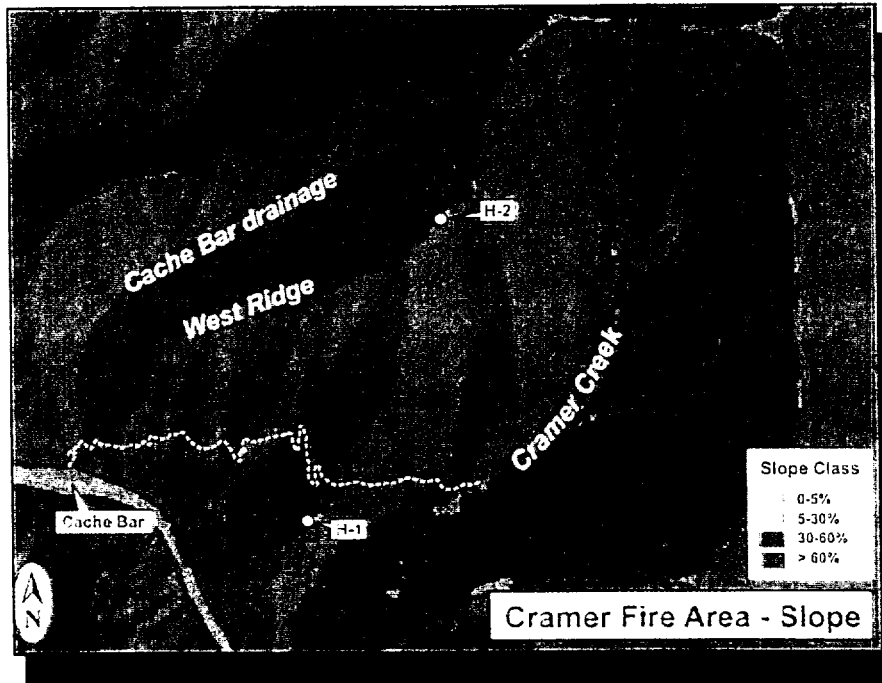 Cache Bar drainage
H-2
West Ridge
Cramer Creek
Cache Bar
H-1
Slope Class
0-5%
5-30%
30-60%
> 60%
N
Cramer Fire Area - Slope